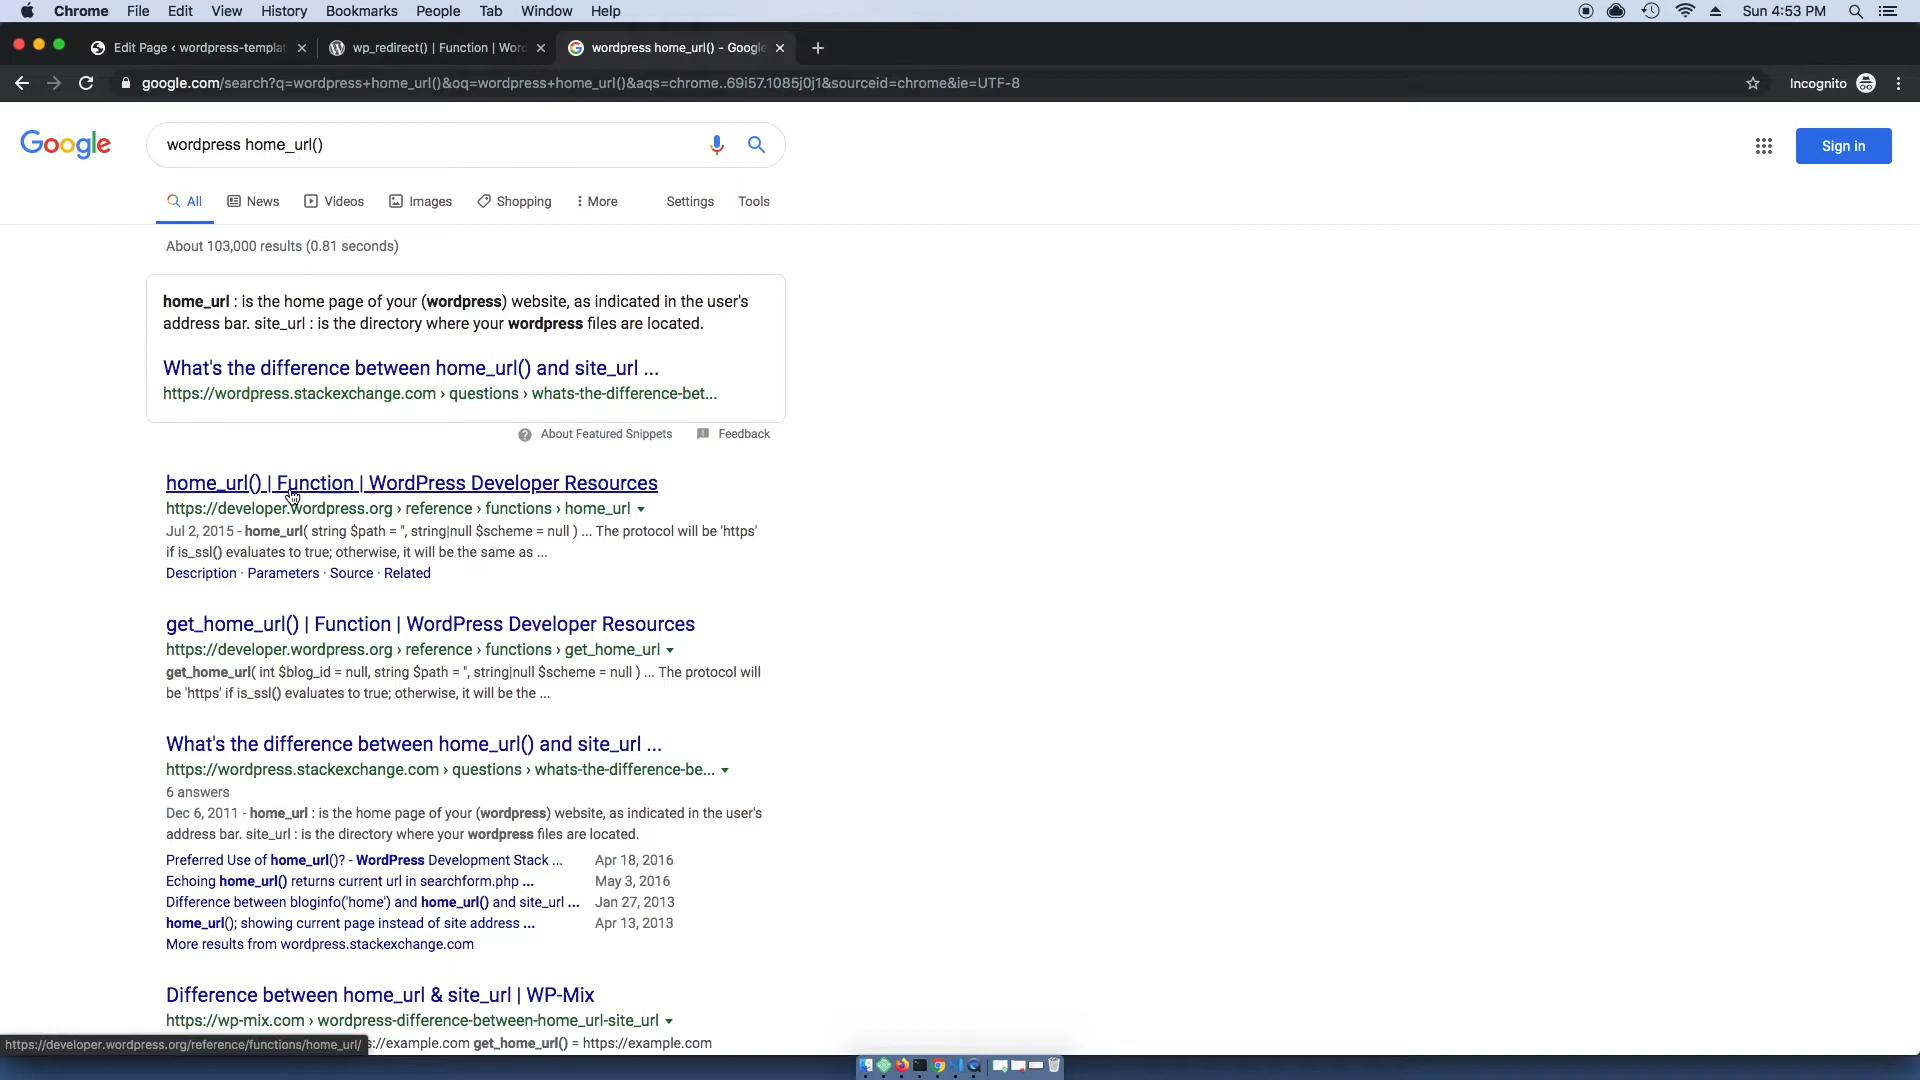 Chrome File Edit View History Bookmarks People Tab Window Help Sun 4:53 PM
Edit Page ‹ wordpress-templat wp_redirect() | Function | Word wordpress home_url() - Google
google.com/search?q=wordpress+home_url()&oq=wordpress+home_url()&aqs=chrome..69i57.1085j0j1&sourceid=chrome&ie=UTF-8 Incognito
Google wordpress home_url() Sign in
All News Videos Images Shopping More Settings Tools
About 103,000 results (0.81 seconds)
home_url : is the home page of your (wordpress) website, as indicated in the user's
address bar. site_url : is the directory where your wordpress files are located.
What's the difference between home_url() and site_url ...
https://wordpress.stackexchange.com › questions › whats-the-difference-bet...
About Featured Snippets Feedback
home_url() | Function | WordPress Developer Resources
https://developer.wordpress.org › reference › functions › home_url
Jul 2, 2015 - home_url( string $path = '', string|null $scheme = null ) ... The protocol will be 'https'
if is_ssl() evaluates to true; otherwise, it will be the same as ...
Description · Parameters · Source · Related
get_home_url() | Function | WordPress Developer Resources
https://developer.wordpress.org › reference › functions › get_home_url
get_home_url( int $blog_id = null, string $path = '', string|null $scheme = null ) ... The protocol will
be 'https' if is_ssl() evaluates to true; otherwise, it will be the ...
What's the difference between home_url() and site_url ...
https://wordpress.stackexchange.com › questions › whats-the-difference-be...
6 answers
Dec 6, 2011 - home_url : is the home page of your (wordpress) website, as indicated in the user's
address bar. site_url : is the directory where your wordpress files are located.
Preferred Use of home_url()? - WordPress Development Stack ... Apr 18, 2016
Echoing home_url() returns current url in searchform.php ... May 3, 2016
Difference between bloginfo('home') and home_url() and site_url ... Jan 27, 2013
home_url(); showing current page instead of site address ... Apr 13, 2013
More results from wordpress.stackexchange.com
Difference between home_url & site_url | WP-Mix
https://wp-mix.com › wordpress-difference-between-home_url-site_url
https://developer.wordpress.org/reference/functions/home_url/ s://example.com get_home_url() = https://example.com